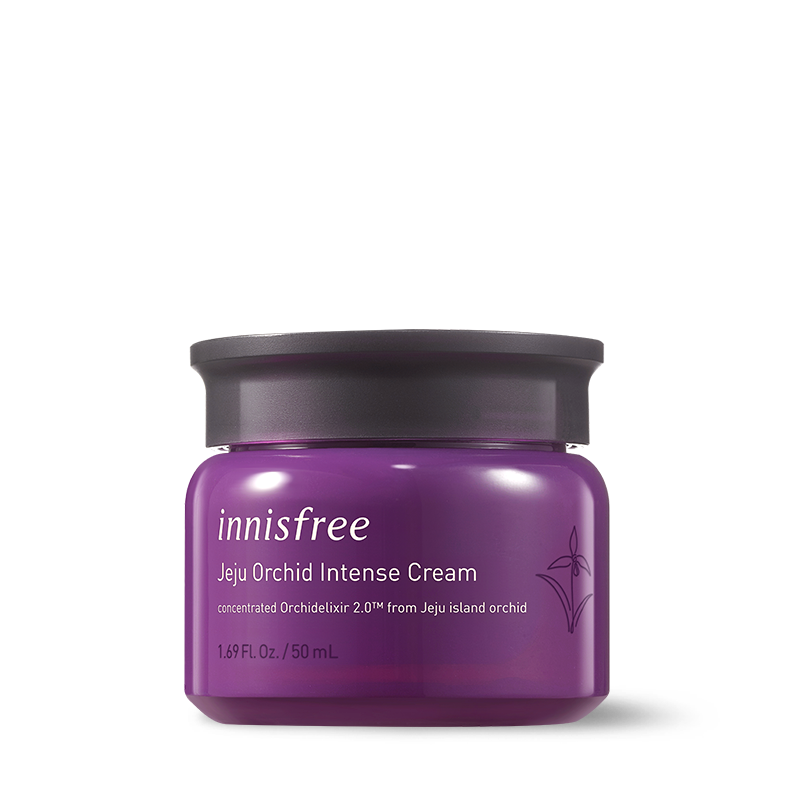 innisfree
Jeju Orchid Intense Cream
concentrated Orchidelixir 2.0™ from Jeju island orchid
1.69 Fl. Oz. / 50 mL